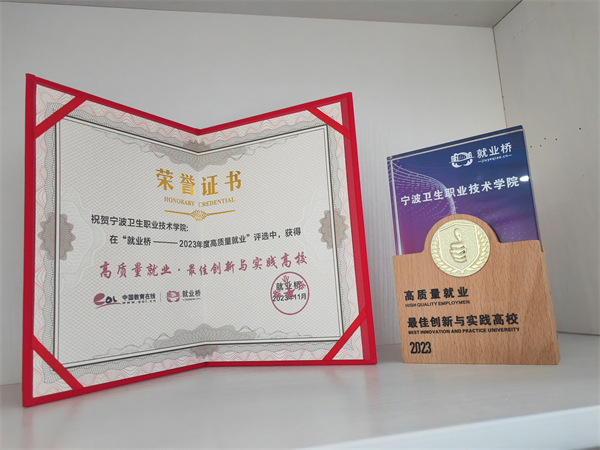 荣誉证书
HONORARY CREDENTIAL
祝贺宁波卫生职业技术学院:
在“就业桥——2023年度高质量就业”评选中，获得
高质量就业·最佳创新与实践高校
中国教育在线 就业桥
就业桥
2023年11月
就业桥
jiuyeqiao.cn
宁波卫生职业技术学院
高质量就业
HIGH QUALITY EMPLOYMEN
最佳创新与实践高校
BEST INNOVATION AND PRACTICE UNIVERSITY
2023